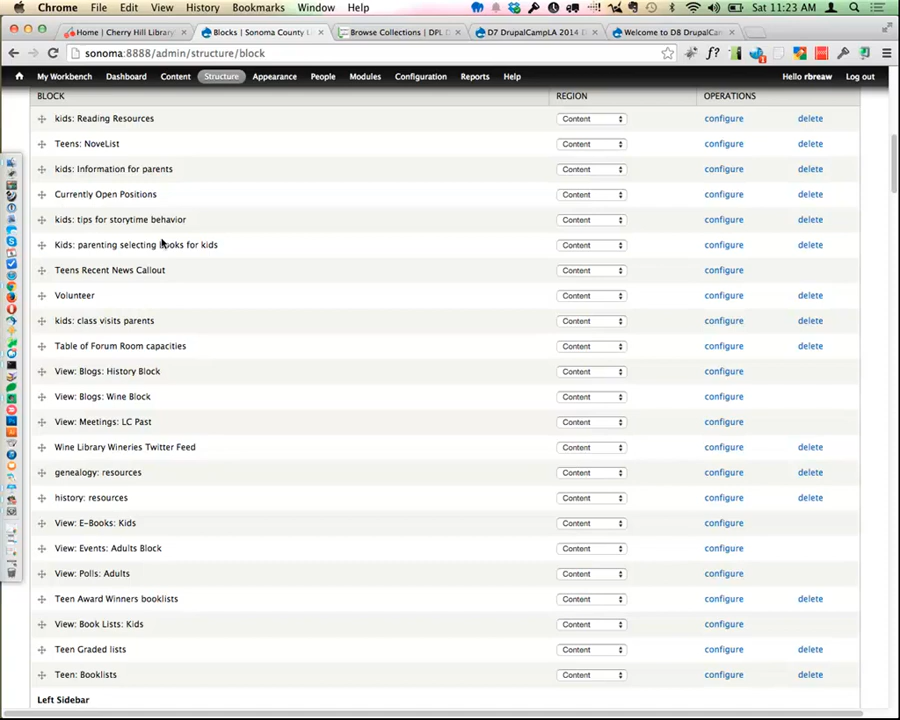 Chrome File Edit View History Bookmarks Window Help Sat 11:23 AM
Home | Cherry Hill Library Blocks | Sonoma County L Browse Collections | DPL D D7 DrupalCampLA 2014 D Welcome to D8 DrupalCam
sonoma:8888/admin/structure/block
My Workbench Dashboard Content Structure Appearance People Modules Configuration Reports Help Hello rbreaw Log out
BLOCK REGION OPERATIONS
kids: Reading Resources Content configure delete
Teens: NoveList Content configure delete
kids: Information for parents Content configure delete
Currently Open Positions Content configure delete
kids: tips for storytime behavior Content configure delete
Kids: parenting selecting books for kids Content configure delete
Teens Recent News Callout Content configure
Volunteer Content configure delete
kids: class visits parents Content configure delete
Table of Forum Room capacities Content configure delete
View: Blogs: History Block Content configure
View: Blogs: Wine Block Content configure
View: Meetings: LC Past Content configure
Wine Library Wineries Twitter Feed Content configure delete
genealogy: resources Content configure delete
history: resources Content configure delete
View: E-Books: Kids Content configure
View: Events: Adults Block Content configure
View: Polls: Adults Content configure
Teen Award Winners booklists Content configure delete
View: Book Lists: Kids Content configure
Teen Graded lists Content configure delete
Teen: Booklists Content configure delete
Left Sidebar